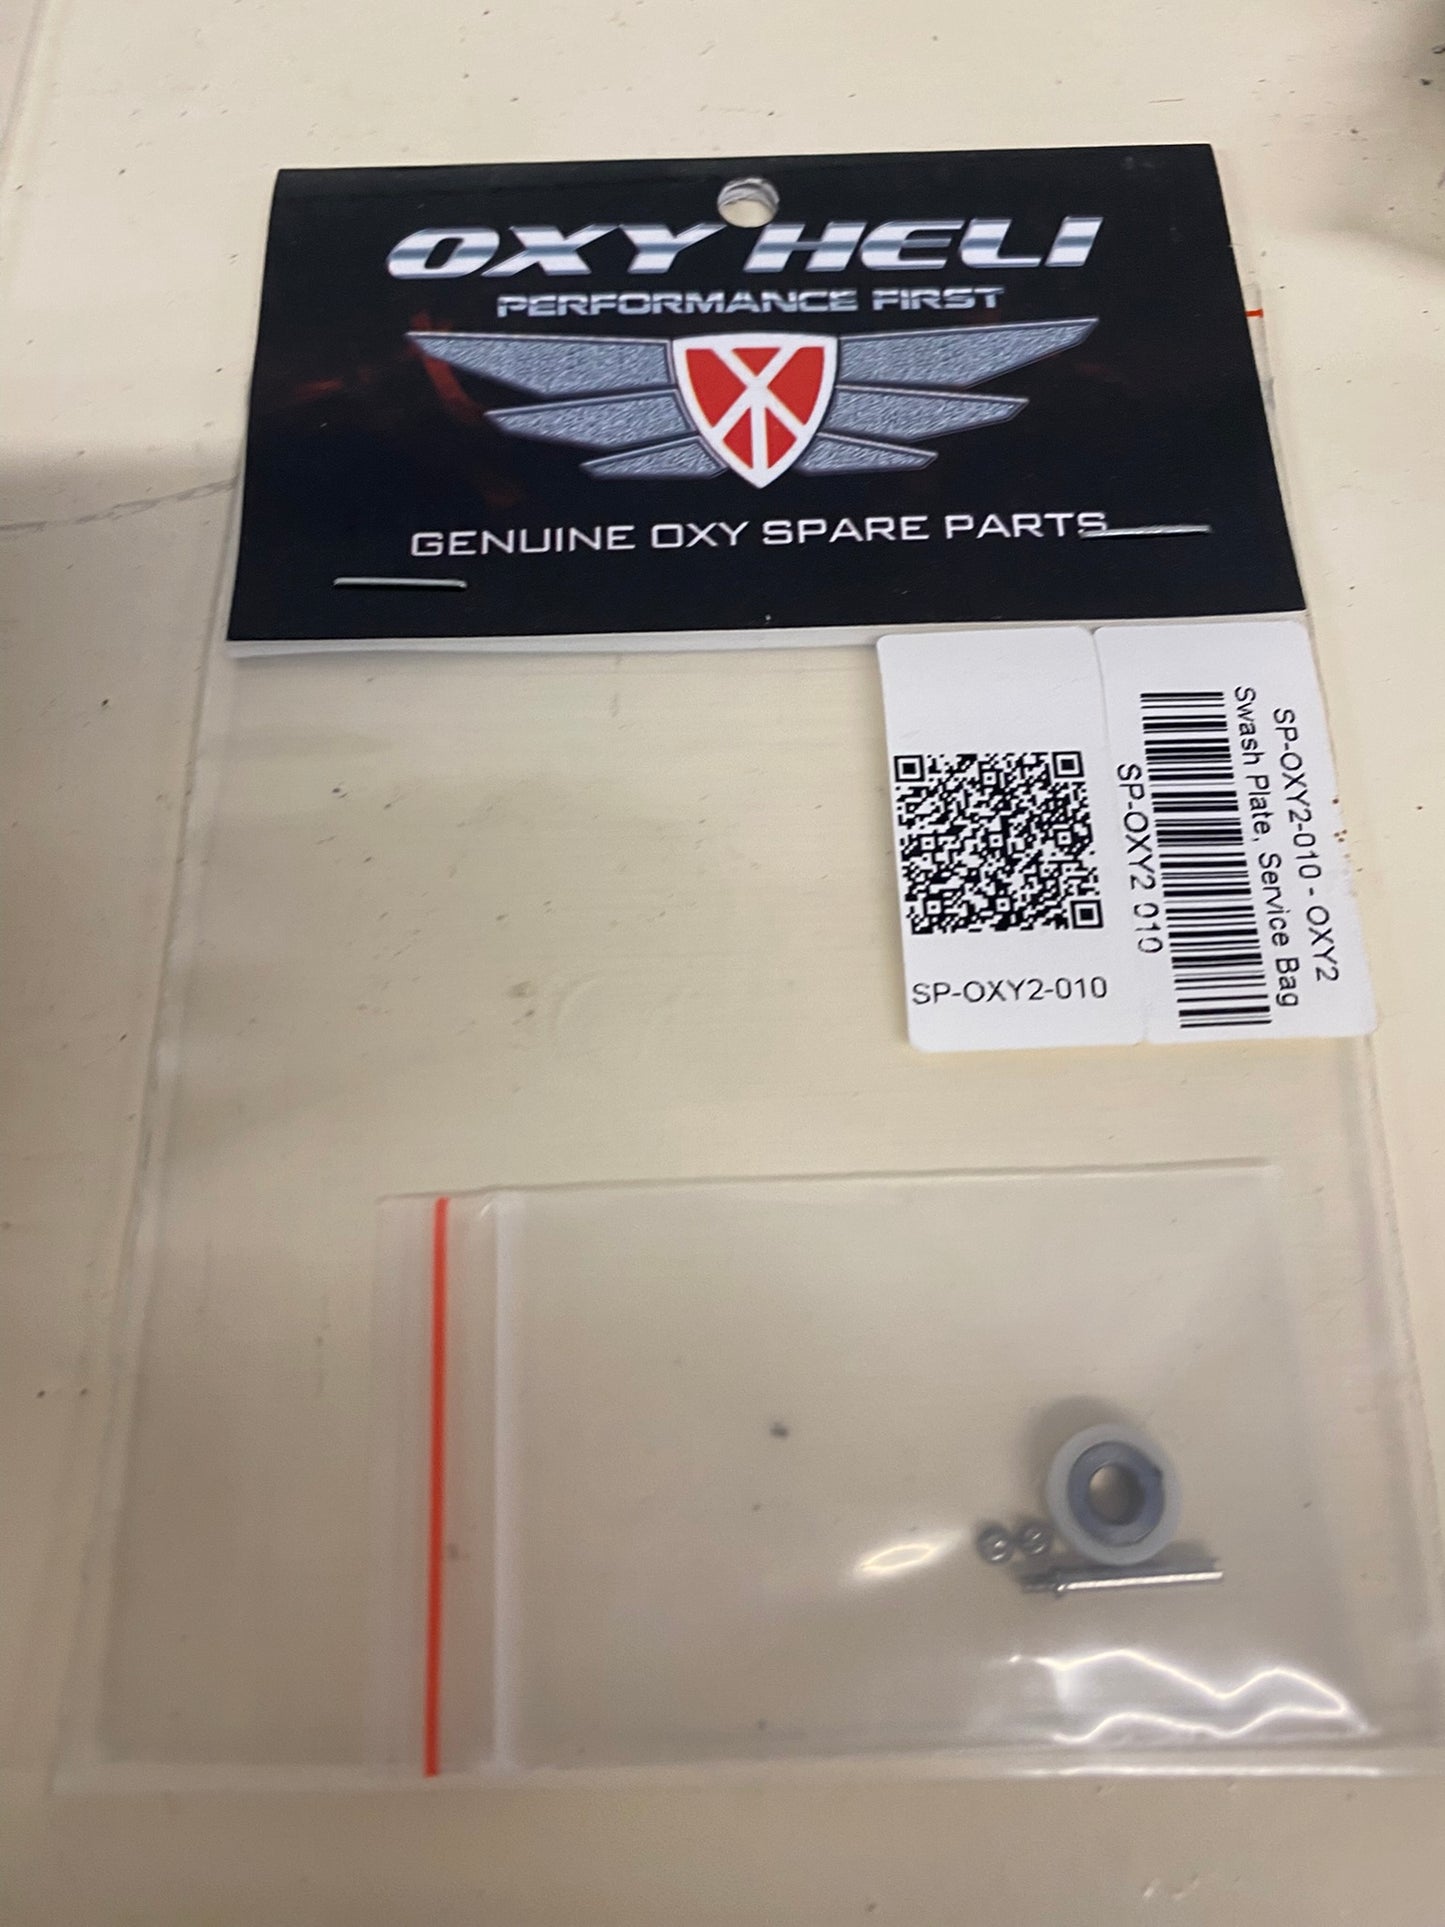 OXY HELI
PERFORMANCE FIRST
GENUINE OXY SPARE PARTS
SP-OXY2-010 - OXY2
Swash Plate, Service Bag
SP-OXY2 010
SP-OXY2-010